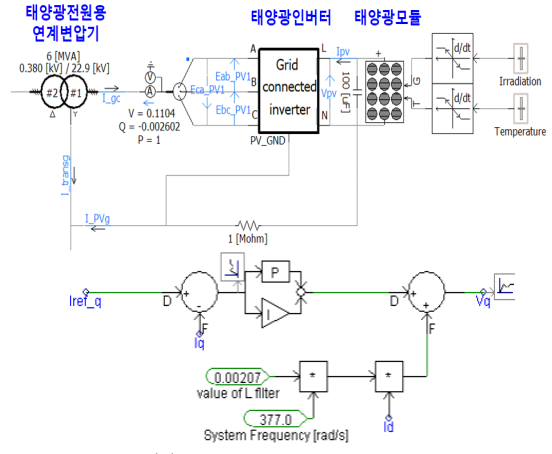 태양광전원용
연계변압기
태양광인버터
태양광모듈
6 [MVA]
0.380 [kV] / 22.9 [kV]
#2 #1
Δ Y
I_gc
V
A
V = 0.1104
Q = -0.002602
P = 1
A
B
C
Eab_PV1
Eca_PV1
Ebc_PV1
Grid
connected
inverter
L
N
PV_GND
Ipv
Vpv
100 [uF]
+
G
T
d/dt
d/dt
Irradiation
Temperature
I_transg
I_PVg
1 [Mohm]
Iref_q
D
+
-
F
Iq
P
I
D
+
+
F
Vq
0.00207
value of L filter
*
*
377.0
System Frequency [rad/s]
Id